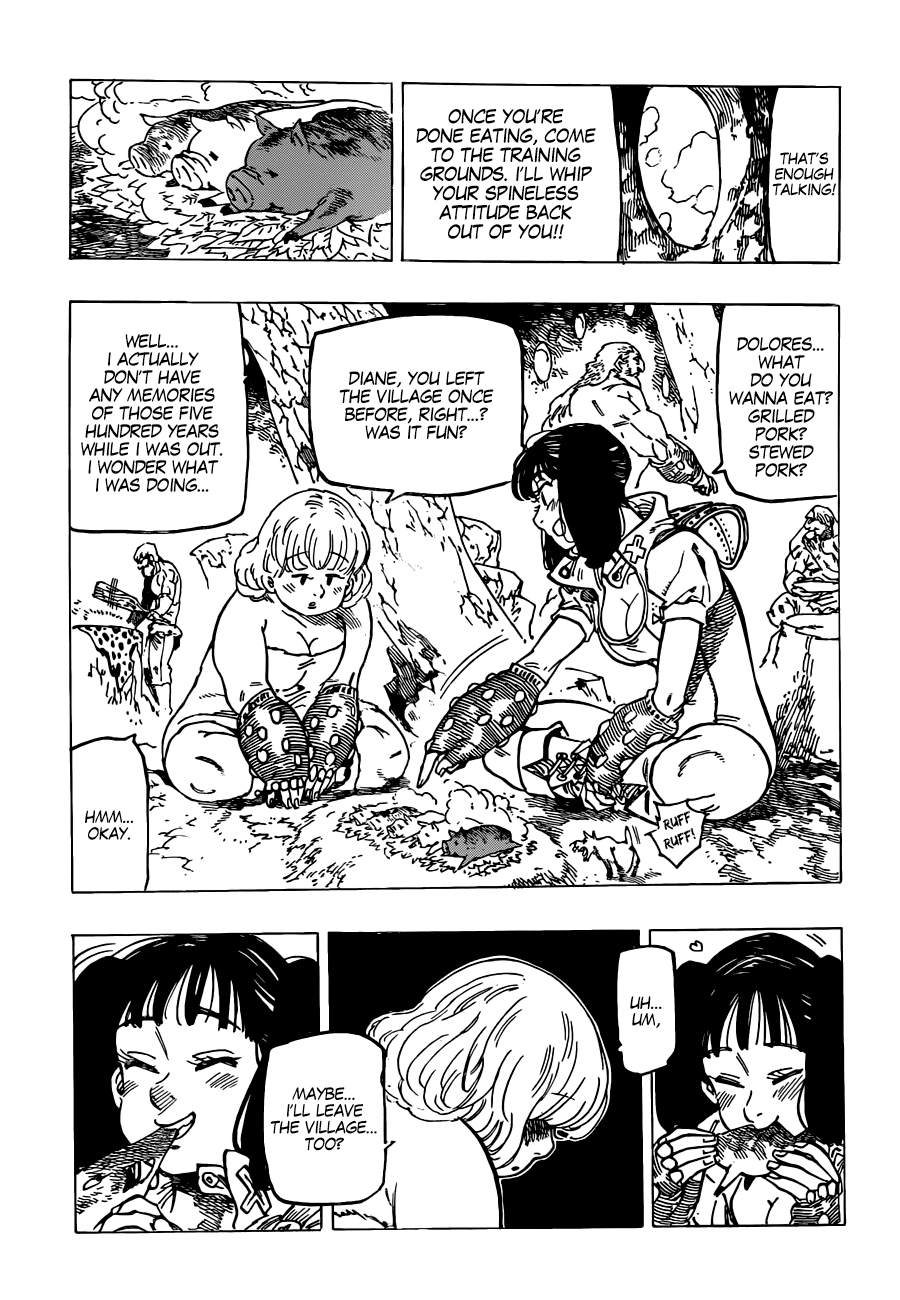 THAT'S
ENOUGH
TALKING!
ONCE YOU'RE
DONE EATING, COME
TO THE TRAINING
GROUNDS. I'LL WHIP
YOUR SPINELESS
ATTITUDE BACK
OUT OF YOU!!
DOLORES...
WHAT
DO YOU
WANNA EAT?
GRILLED
PORK?
STEWED
PORK?
DIANE, YOU LEFT
THE VILLAGE ONCE
BEFORE, RIGHT...?
WAS IT FUN?
WELL...
I ACTUALLY
DON'T HAVE
ANY MEMORIES
OF THOSE FIVE
HUNDRED YEARS
WHILE I WAS OUT.
I WONDER WHAT
I WAS DOING...
RUFF
RUFF!
HMM...
OKAY.
UH...
UM,
MAYBE...
I'LL LEAVE
THE VILLAGE...
TOO?